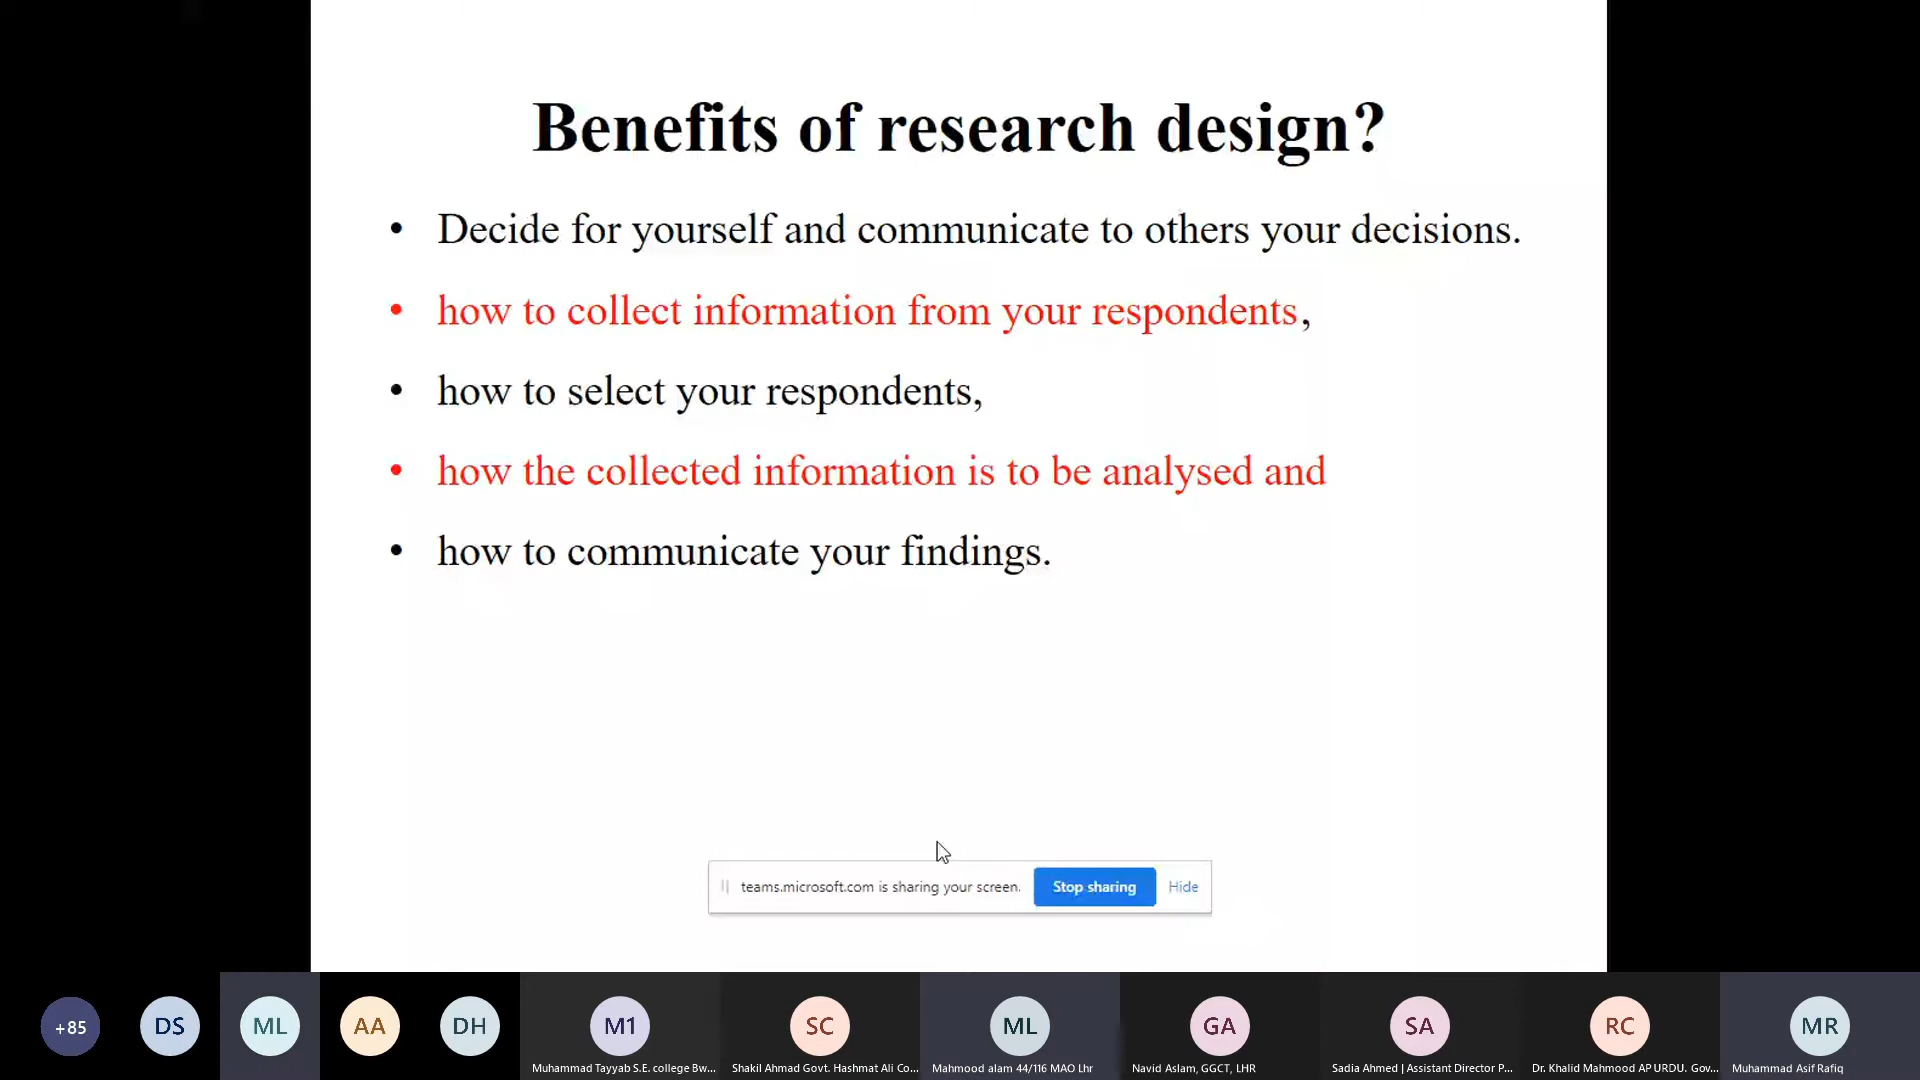 Benefits of research design?
• Decide for yourself and communicate to others your decisions.
• how to collect information from your respondents,
• how to select your respondents,
• how the collected information is to be analysed and
• how to communicate your findings.
teams.microsoft.com is sharing your screen. Stop sharing Hide
+85 DS ML AA DH M1 SC ML GA SA RC MR
Muhammad Tayyab S.E. college Bw... Shakil Ahmad Govt. Hashmat Ali Co... Mahmood alam 44/116 MAO Lhr Navid Aslam, GGCT, LHR Sadia Ahmed | Assistant Director P... Dr. Khalid Mahmood AP URDU. Gov... Muhammad Asif Rafiq